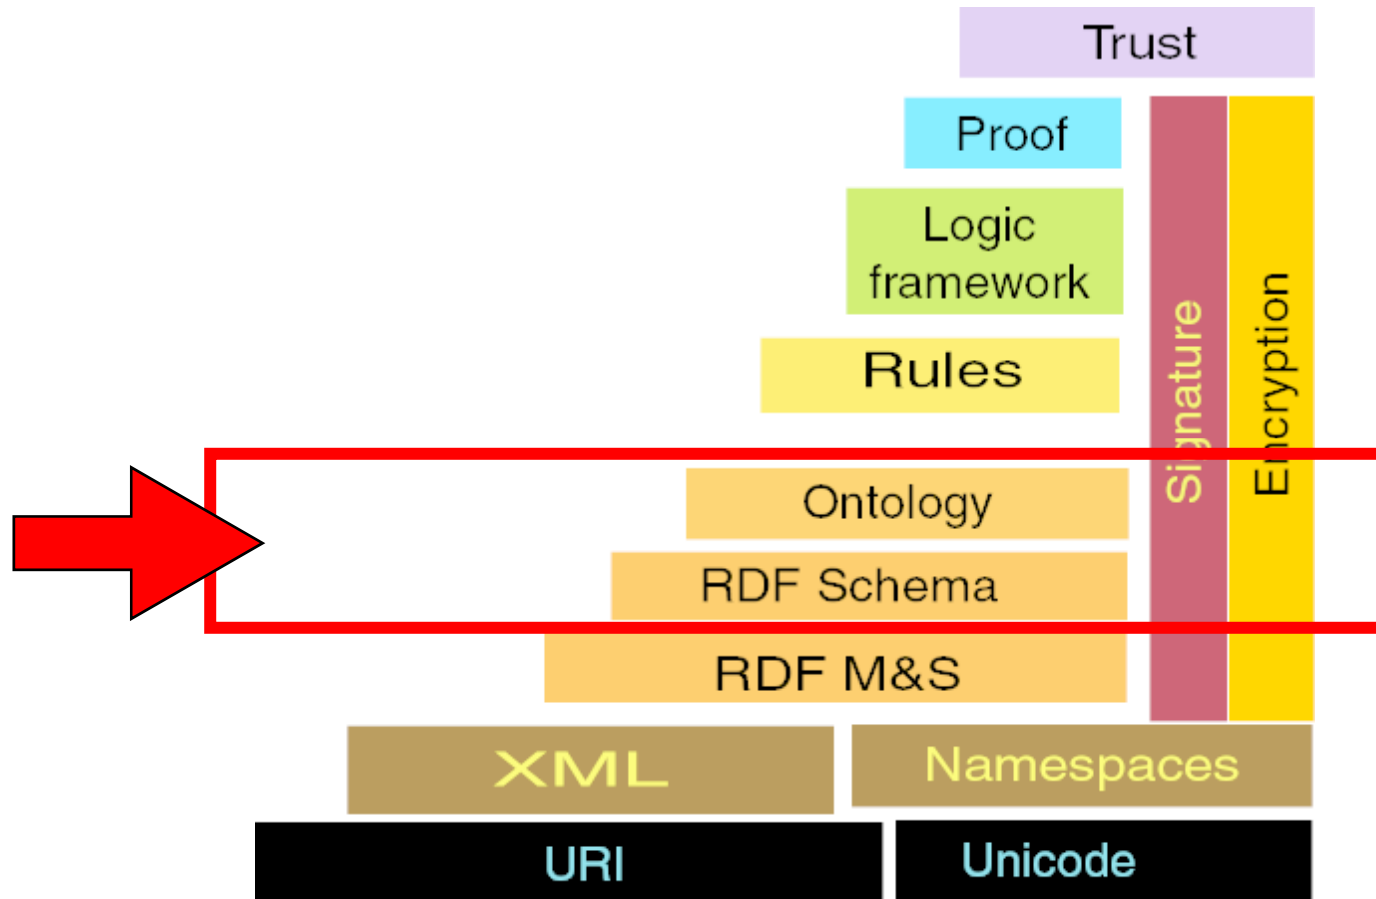 Trust
Proof
Logic
framework
Rules
Signature
Encryption
Ontology
RDF Schema
RDF M&S
XML
Namespaces
URI
Unicode